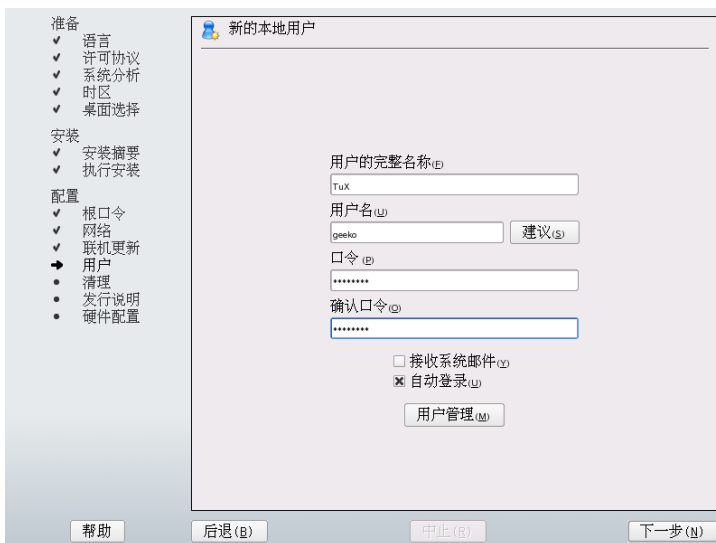 准备
语言
许可协议
系统分析
时区
桌面选择
安装
安装摘要
执行安装
配置
根口令
网络
联机更新
用户
清理
发行说明
硬件配置
新的本地用户
用户的完整名称(F)
TuX
用户名(U)
geeko
建议(S)
口令(P)
••••••••
确认口令(O)
••••••••
接收系统邮件(Y)
自动登录(U)
用户管理(M)
帮助
后退(B)
中止(R)
下一步(N)